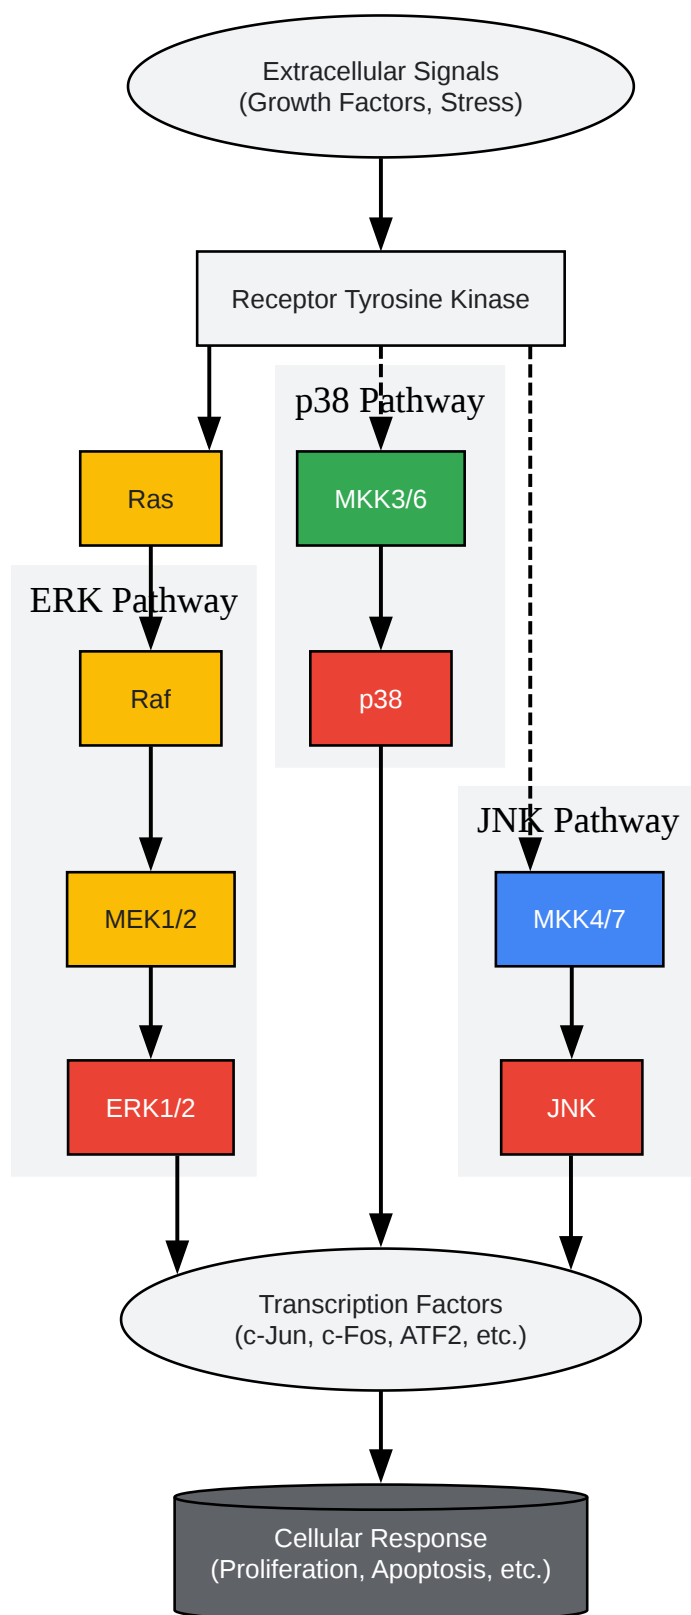 Extracellular Signals
(Growth Factors, Stress)
Receptor Tyrosine Kinase
p38 Pathway
Ras
MKK3/6
ERK Pathway
Raf
p38
JNK Pathway
MEK1/2
MKK4/7
ERK1/2
JNK
Transcription Factors
(c-Jun, c-Fos, ATF2, etc.)
Cellular Response
(Proliferation, Apoptosis, etc.)